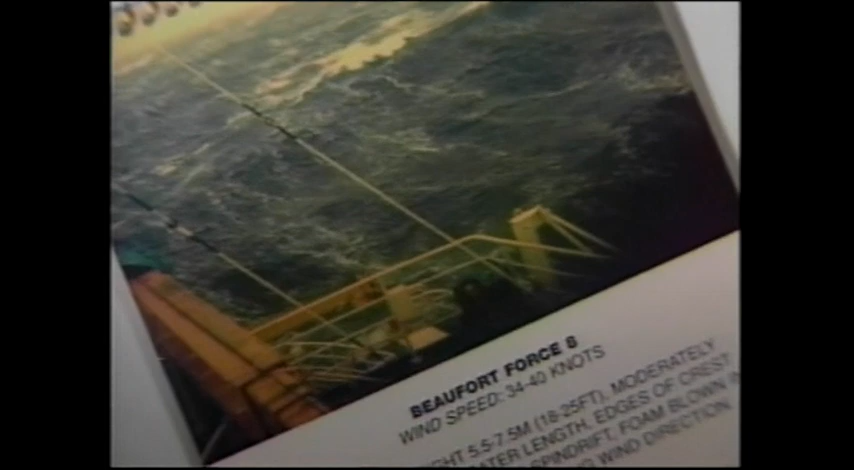 BEAUFORT FORCE 8
WIND SPEED: 34-40 KNOTS
5.5-7.5M (18-25FT), MODERATELY
LENGTH, EDGES OF CREST
SPINDRIFT, FOAM BLOWN
WIND DIRECTION